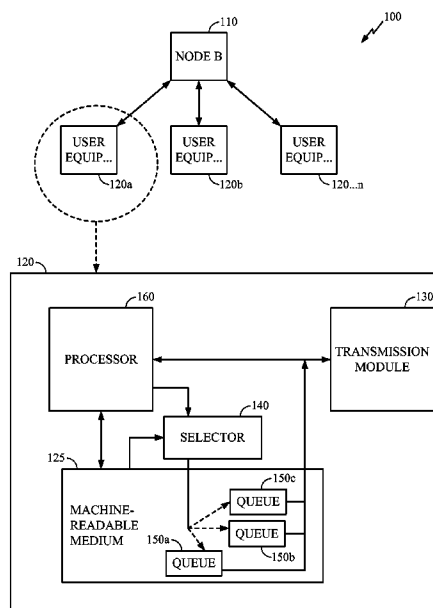 100
110
NODE B
USER
EQUIP...
USER
EQUIP...
USER
EQUIP...
120a
120b
120...n
120
160
130
PROCESSOR
TRANSMISSION
MODULE
140
SELECTOR
125
150c
QUEUE
MACHINE-
READABLE
MEDIUM
QUEUE
150a
150b
QUEUE